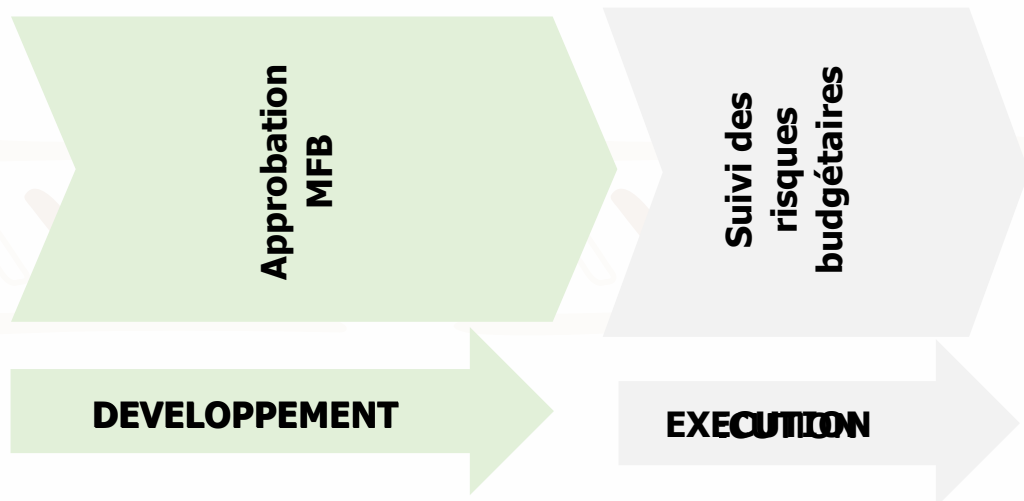 Approbation
MFB
Suivi des
risques
budgétaires
DEVELOPPEMENT
EXECUTION